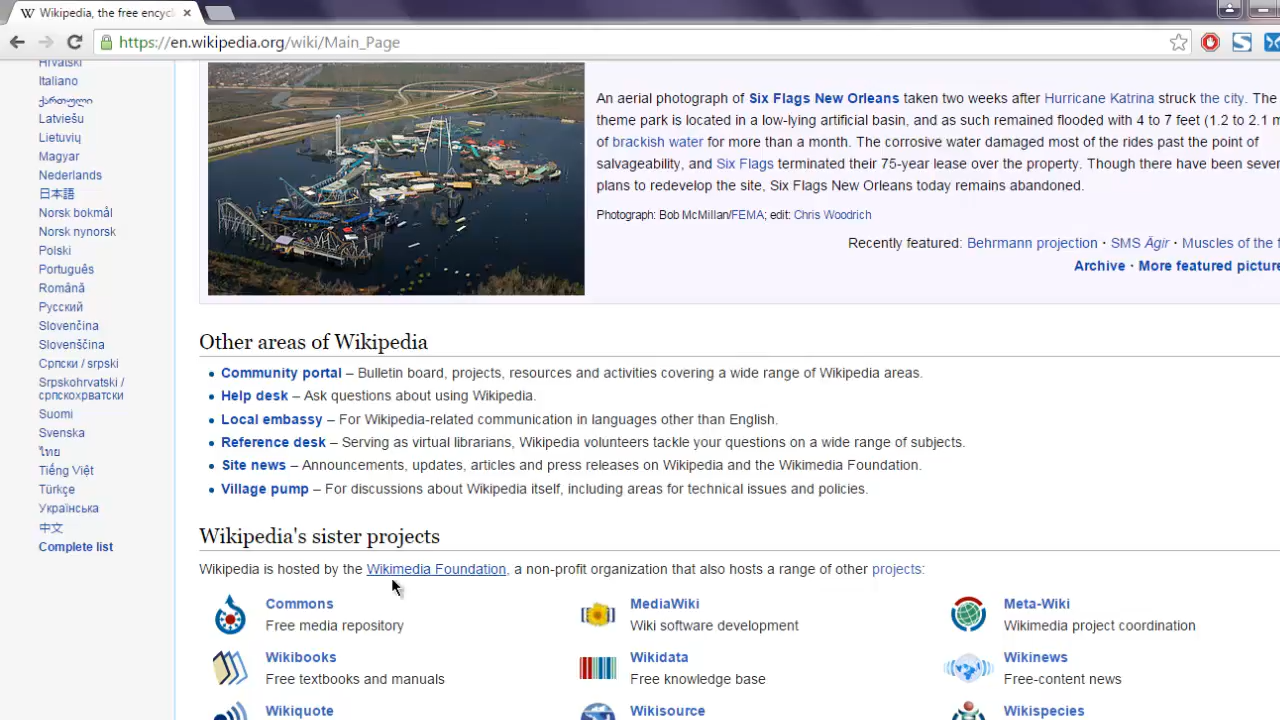 Wikipedia, the free encyc
https://en.wikipedia.org/wiki/Main_Page
Hrvatski
Italiano
ქართული
Latviešu
Lietuvių
Magyar
Nederlands
日本語
Norsk bokmål
Norsk nynorsk
Polski
Português
Română
Русский
Slovenčina
Slovenščina
Српски / srpski
Srpskohrvatski /
српскохрватски
Suomi
Svenska
ไทย
Tiếng Việt
Türkçe
Українська
中文
Complete list
An aerial photograph of Six Flags New Orleans taken two weeks after Hurricane Katrina struck the city. The
theme park is located in a low-lying artificial basin, and as such remained flooded with 4 to 7 feet (1.2 to 2.1 m
of brackish water for more than a month. The corrosive water damaged most of the rides past the point of
salvageability, and Six Flags terminated their 75-year lease over the property. Though there have been seve
plans to redevelop the site, Six Flags New Orleans today remains abandoned.
Photograph: Bob McMillan/FEMA; edit: Chris Woodrich
Recently featured: Behrmann projection · SMS Ägir · Muscles of the f
Archive · More featured picture
Other areas of Wikipedia
• Community portal – Bulletin board, projects, resources and activities covering a wide range of Wikipedia areas.
• Help desk – Ask questions about using Wikipedia.
• Local embassy – For Wikipedia-related communication in languages other than English.
• Reference desk – Serving as virtual librarians, Wikipedia volunteers tackle your questions on a wide range of subjects.
• Site news – Announcements, updates, articles and press releases on Wikipedia and the Wikimedia Foundation.
• Village pump – For discussions about Wikipedia itself, including areas for technical issues and policies.
Wikipedia's sister projects
Wikipedia is hosted by the Wikimedia Foundation, a non-profit organization that also hosts a range of other projects:
Commons
Free media repository
MediaWiki
Wiki software development
Meta-Wiki
Wikimedia project coordination
Wikibooks
Free textbooks and manuals
Wikidata
Free knowledge base
Wikinews
Free-content news
Wikiquote
Wikisource
Wikispecies